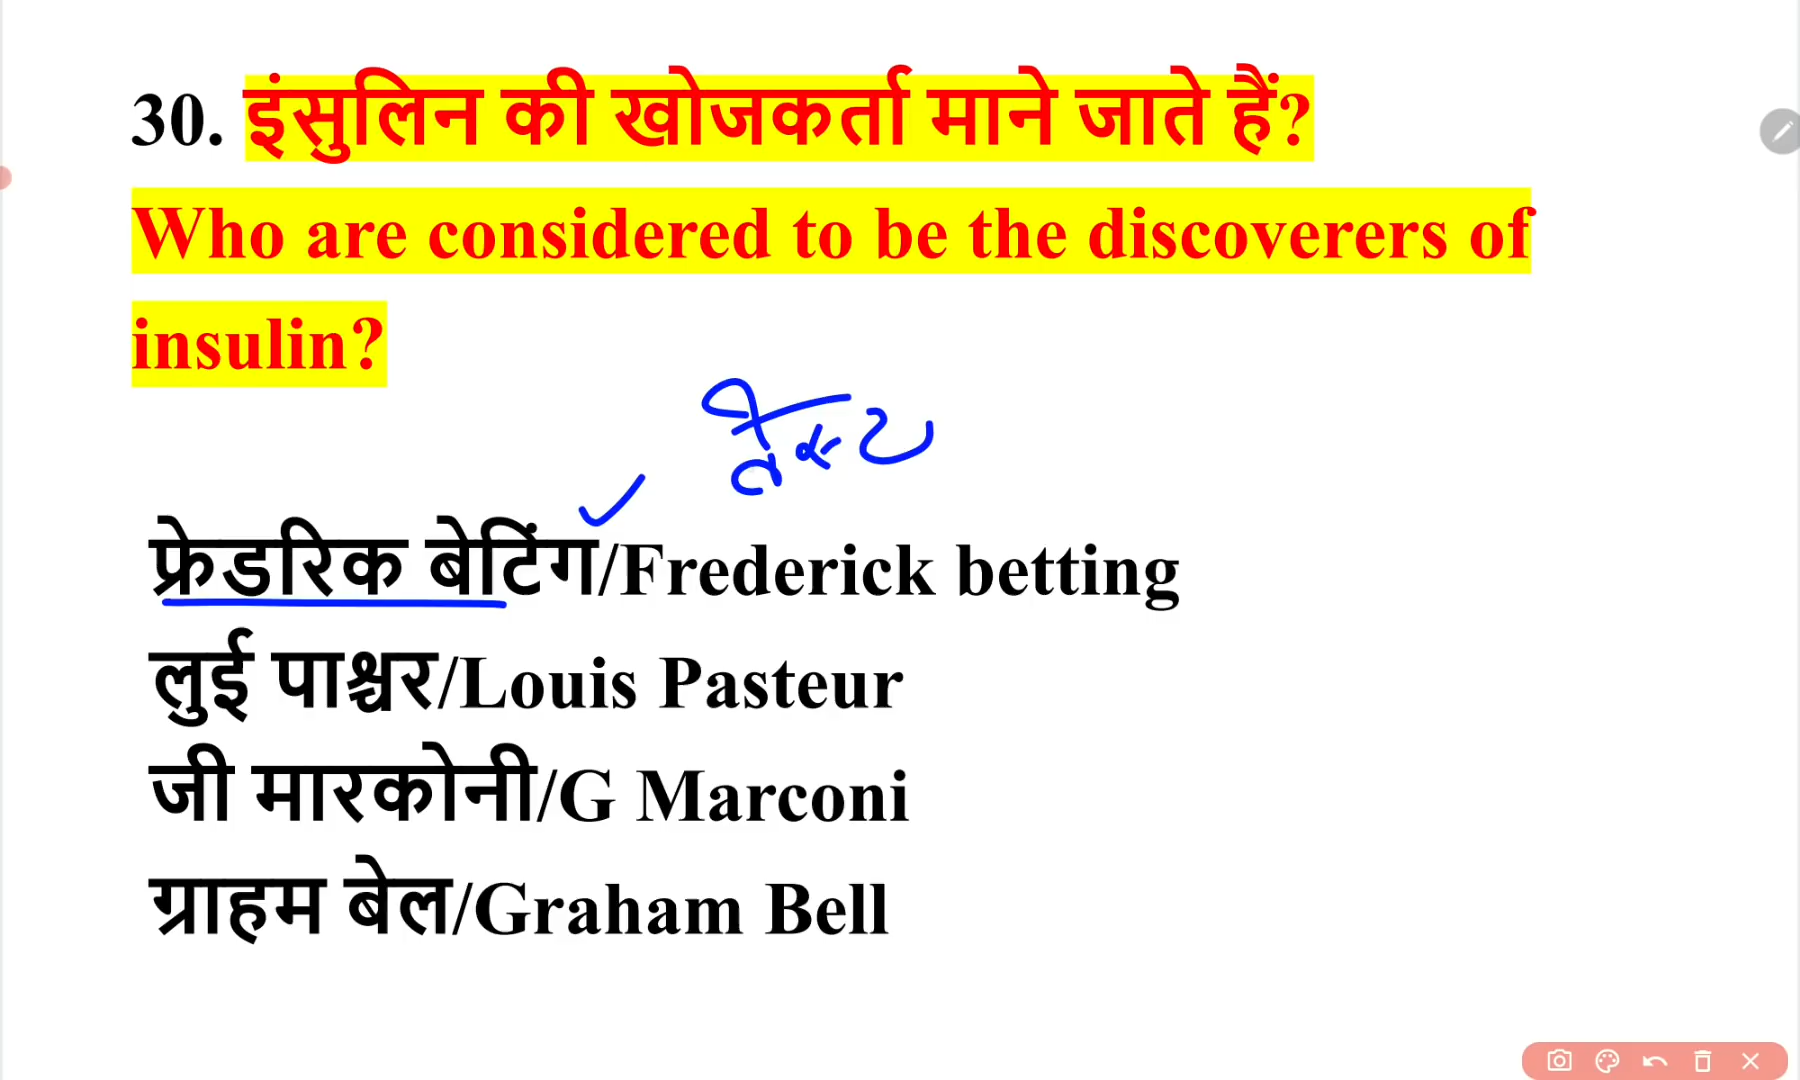 30. इंसुलिन की खोजकर्ता माने जाते हैं?
Who are considered to be the discoverers of
insulin?
फ्रेडरिक बेटिंग/Frederick betting
लुई पाश्चर/Louis Pasteur
जी मारकोनी/G Marconi
ग्राहम बेल/Graham Bell